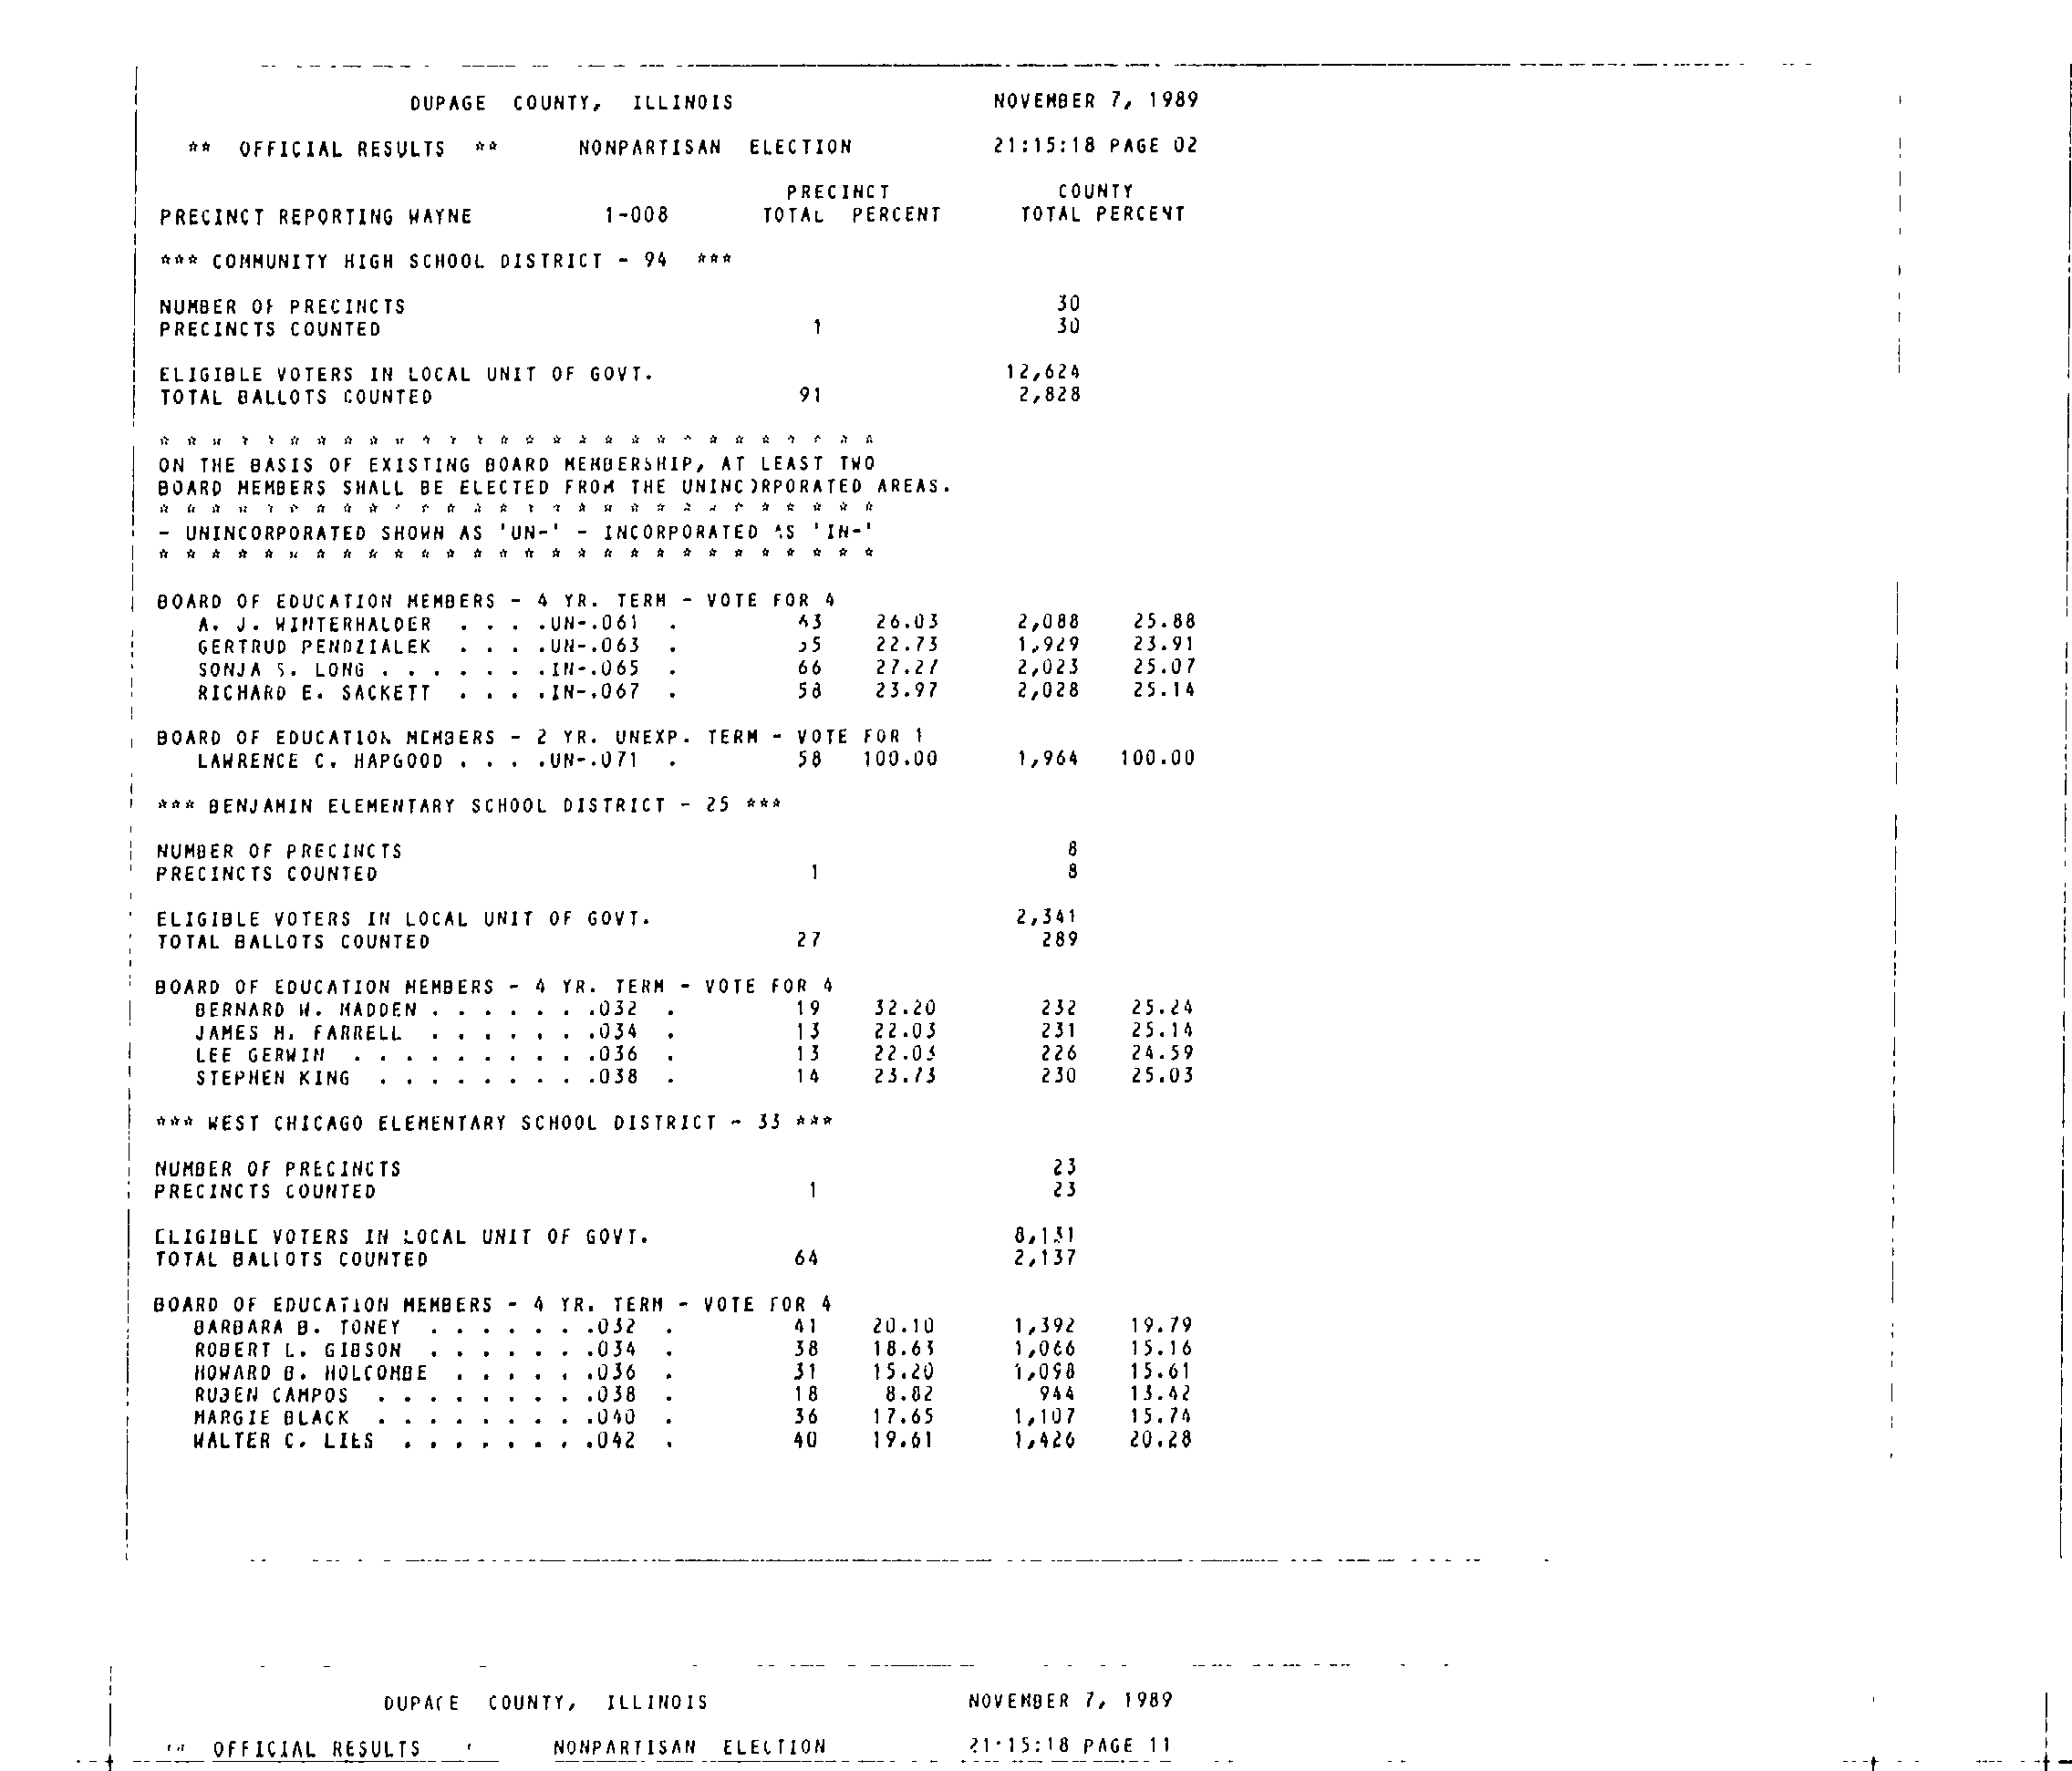 DUPAGE COUNTY, ILLINOIS NOVEMBER 7, 1989
** OFFICIAL RESULTS ** NONPARTISAN ELECTION 21:15:18 PAGE 02
PRECINCT COUNTY
PRECINCT REPORTING WAYNE 1-008 TOTAL PERCENT TOTAL PERCENT
*** COMMUNITY HIGH SCHOOL DISTRICT - 94 ***
NUMBER OF PRECINCTS 30
PRECINCTS COUNTED 1 30
ELIGIBLE VOTERS IN LOCAL UNIT OF GOVT. 12,624
TOTAL BALLOTS COUNTED 91 2,828
* * * * * * * * * * * * * * * * * * * * * * * * * * * *
ON THE BASIS OF EXISTING BOARD MEMBERSHIP, AT LEAST TWO
BOARD MEMBERS SHALL BE ELECTED FROM THE UNINCORPORATED AREAS.
* * * * * * * * * * * * * * * * * * * * * * * * * * * *
- UNINCORPORATED SHOWN AS 'UN-' - INCORPORATED AS 'IN-'
* * * * * * * * * * * * * * * * * * * * * * * * * * * *
BOARD OF EDUCATION MEMBERS - 4 YR. TERM - VOTE FOR 4
A. J. WINTERHALDER . . . .UN-.061 . 63 26.03 2,088 25.88
GERTRUD PENDZIALEK . . . .UN-.063 . 55 22.73 1,929 23.91
SONJA S. LONG . . . . . . .IN-.065 . 66 27.27 2,023 25.07
RICHARD E. SACKETT . . . .IN-.067 . 58 23.97 2,028 25.14
BOARD OF EDUCATION MEMBERS - 2 YR. UNEXP. TERM - VOTE FOR 1
LAWRENCE C. HAPGOOD . . . .UN-.071 . 58 100.00 1,964 100.00
*** BENJAMIN ELEMENTARY SCHOOL DISTRICT - 25 ***
NUMBER OF PRECINCTS 8
PRECINCTS COUNTED 1 8
ELIGIBLE VOTERS IN LOCAL UNIT OF GOVT. 2,341
TOTAL BALLOTS COUNTED 27 289
BOARD OF EDUCATION MEMBERS - 4 YR. TERM - VOTE FOR 4
BERNARD W. MADDEN . . . . . . .032 . 19 32.20 232 25.24
JAMES H. FARRELL . . . . . . .034 . 13 22.03 231 25.14
LEE GERWIN . . . . . . . . . .036 . 13 22.03 226 24.59
STEPHEN KING . . . . . . . . .038 . 14 23.73 230 25.03
*** WEST CHICAGO ELEMENTARY SCHOOL DISTRICT - 33 ***
NUMBER OF PRECINCTS 23
PRECINCTS COUNTED 1 23
ELIGIBLE VOTERS IN LOCAL UNIT OF GOVT. 8,131
TOTAL BALLOTS COUNTED 64 2,137
BOARD OF EDUCATION MEMBERS - 4 YR. TERM - VOTE FOR 4
BARBARA B. TONEY . . . . . . .032 . 41 20.10 1,392 19.79
ROBERT L. GIBSON . . . . . . .034 . 38 18.63 1,066 15.16
HOWARD B. HOLCOMBE . . . . . .036 . 31 15.20 1,098 15.61
RUBEN CAMPOS . . . . . . . . .038 . 18 8.82 944 13.42
MARGIE BLACK . . . . . . . . .040 . 36 17.65 1,107 15.74
WALTER C. LIES . . . . . . . .042 . 40 19.61 1,426 20.28
DUPAGE COUNTY, ILLINOIS NOVEMBER 7, 1989
** OFFICIAL RESULTS NONPARTISAN ELECTION 21:15:18 PAGE 11